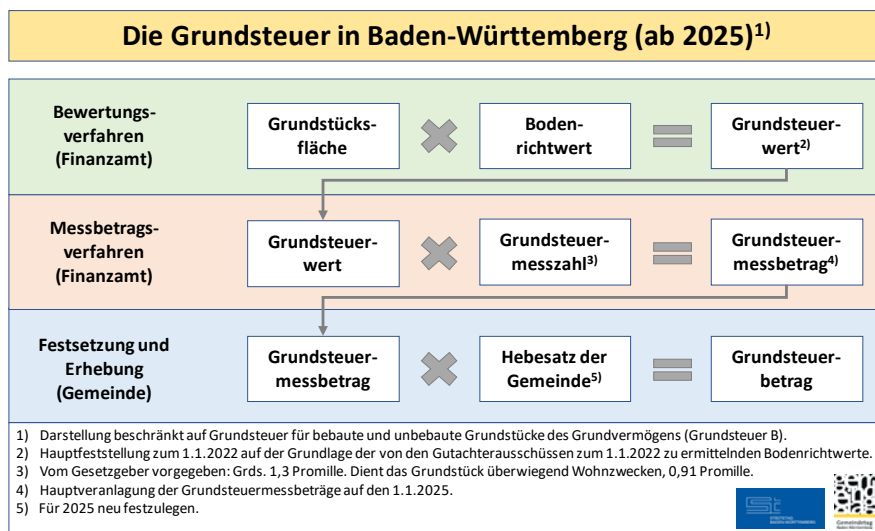 Die Grundsteuer in Baden-Württemberg (ab 2025)1)
Bewertungs-
verfahren
(Finanzamt)
Grundstücks-
fläche
Boden-
richtwert
Grundsteuer-
wert2)
Messbetrags-
verfahren
(Finanzamt)
Grundsteuer-
wert
Grundsteuer-
messzahl3)
Grundsteuer-
messbetrag4)
Festsetzung und
Erhebung
(Gemeinde)
Grundsteuer-
messbetrag
Hebesatz der
Gemeinde5)
Grundsteuer-
betrag
1) Darstellung beschränkt auf Grundsteuer für bebaute und unbebaute Grundstücke des Grundvermögens (Grundsteuer B).
2) Hauptfeststellung zum 1.1.2022 auf der Grundlage der von den Gutachterausschüssen zum 1.1.2022 zu ermittelnden Bodenrichtwerte.
3) Vom Gesetzgeber vorgegeben: Grds. 1,3 Promille. Dient das Grundstück überwiegend Wohnzwecken, 0,91 Promille.
4) Hauptveranlagung der Grundsteuermessbeträge auf den 1.1.2025.
5) Für 2025 neu festzulegen.
STÄDTETAG
BADEN-WÜRTTEMBERG
Gemeindetag
Baden-Württemberg